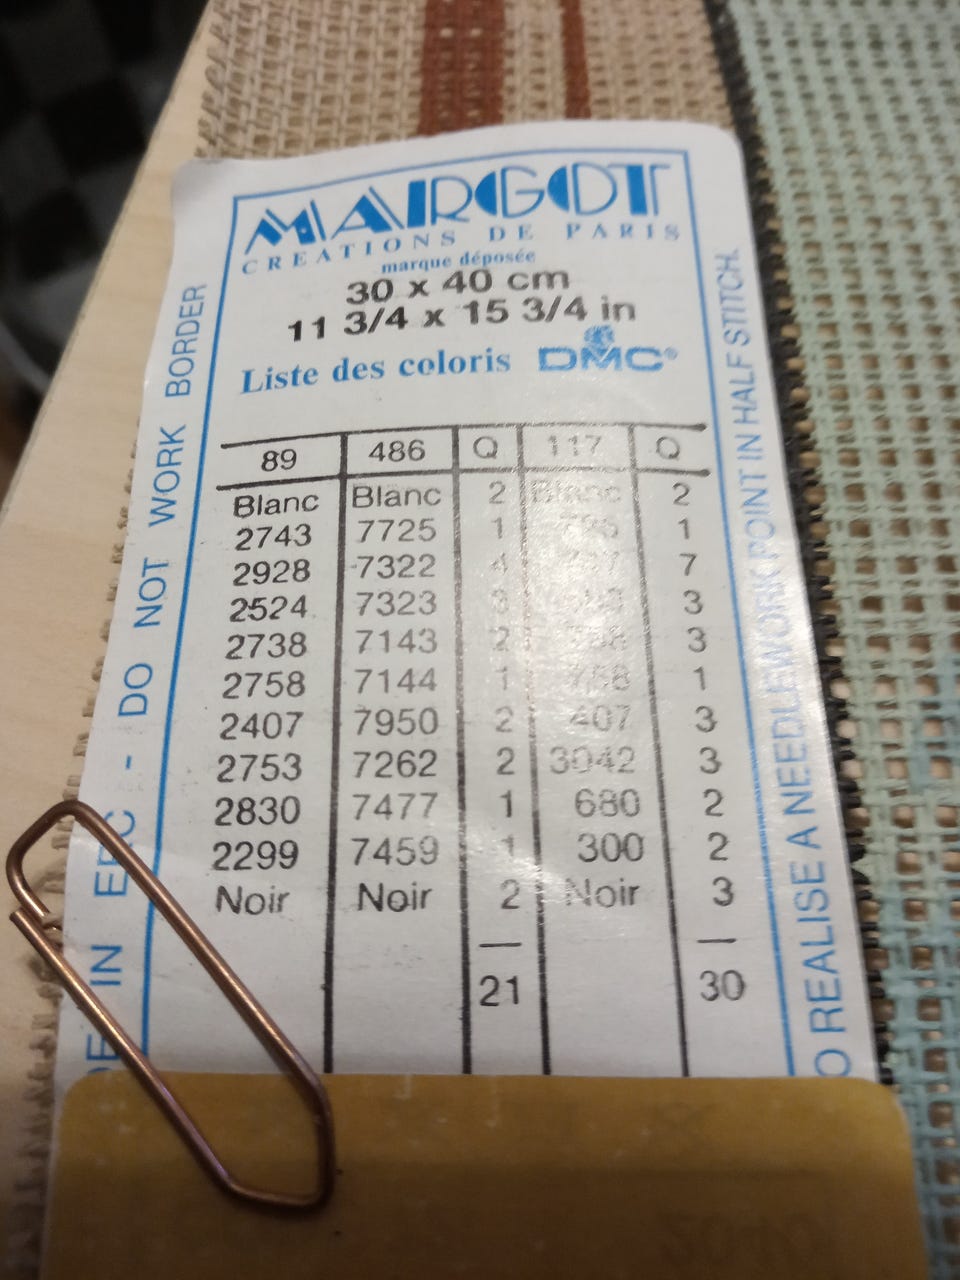 MARGOT
CREATIONS DE PARIS
marque déposée
30 x 40 cm
11 3/4 x 15 3/4 in
Liste des coloris DMC®
89 486 Q 117 Q
Blanc Blanc 2 Blanc 2
2743 7725 1 1
2928 7322 4 7
2524 7323 3 3
2738 7143 2 3
2758 7144 1 758 1
2407 7950 2 407 3
2753 7262 2 3042 3
2830 7477 1 680 2
2299 7459 1 300 2
Noir Noir 2 Noir 3
21 30
IN EEC - DO NOT WORK BORDER
O REALISE A NEEDLEWORK POINT IN HALF STITCH.